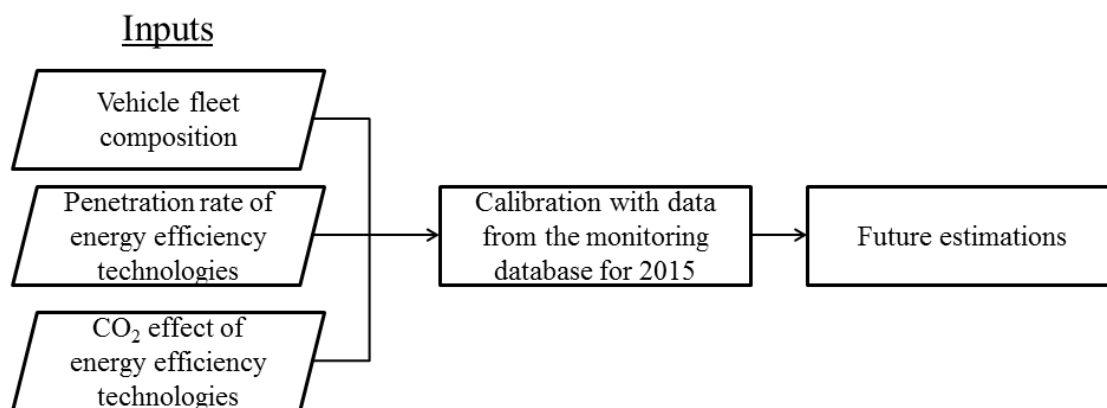 Inputs
Vehicle fleet
composition
Penetration rate of
energy efficiency
technologies
CO₂ effect of
energy efficiency
technologies
Calibration with data
from the monitoring
database for 2015
Future estimations